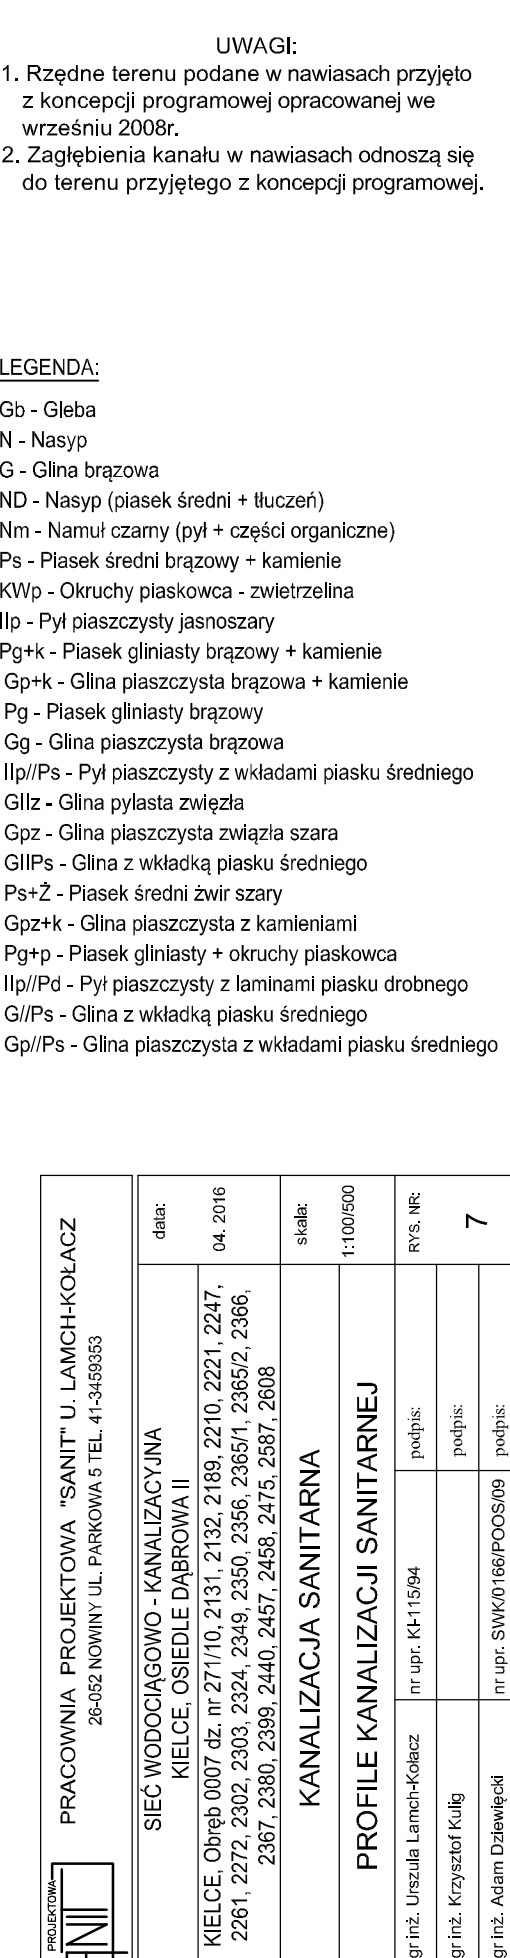 UWAGI:
1. Rzędne terenu podane w nawiasach przyjęto
z koncepcji programowej opracowanej we
wrześniu 2008r.
2. Zagłębienia kanału w nawiasach odnoszą się
do terenu przyjętego z koncepcji programowej.
LEGENDA:
Gb - Gleba
N - Nasyp
G - Glina brązowa
ND - Nasyp (piasek średni + tłuczeń)
Nm - Namuł czarny (pył + części organiczne)
Ps - Piasek średni brązowy + kamienie
KWp - Okruchy piaskowca - zwietrzelina
IIp - Pył piaszczysty jasnoszary
Pg+k - Piasek gliniasty brązowy + kamienie
Gp+k - Glina piaszczysta brązowa + kamienie
Pg - Piasek gliniasty brązowy
Gg - Glina piaszczysta brązowa
IIp//Ps - Pył piaszczysty z wkładami piasku średniego
GIIz - Glina pylasta zwięzła
Gpz - Glina piaszczysta związła szara
GIIPs - Glina z wkładką piasku średniego
Ps+Ż - Piasek średni żwir szary
Gpz+k - Glina piaszczysta z kamieniami
Pg+p - Piasek gliniasty + okruchy piaskowca
IIp//Pd - Pył piaszczysty z laminami piasku drobnego
G//Ps - Glina z wkładką piasku średniego
Gp//Ps - Glina piaszczysta z wkładami piasku średniego
PROJEKTOWA
PRACOWNIA PROJEKTOWA "SANIT" U. LAMCH-KOŁACZ
26-052 NOWINY UL. PARKOWA 5 TEL. 41-3459353
SIEĆ WODOCIĄGOWO - KANALIZACYJNA
KIELCE, OSIEDLE DĄBROWA II
data:
KIELCE, Obręb 0007 dz. nr 271/10, 2131, 2132, 2189, 2210, 2221, 2247,
2261, 2272, 2302, 2303, 2324, 2349, 2350, 2356, 2365/1, 2365/2, 2366,
2367, 2380, 2399, 2440, 2457, 2458, 2475, 2587, 2608
04. 2016
KANALIZACJA SANITARNA
skala:
PROFILE KANALIZACJI SANITARNEJ
1:100/500
gr inż. Urszula Lamch-Kołacz
nr upr. Kl-115/94
podpis:
RYS. NR:
gr inż. Krzysztof Kulig
podpis:
7
gr inż. Adam Dziewięcki
nr upr. SWK/0166/POOS/09
podpis: